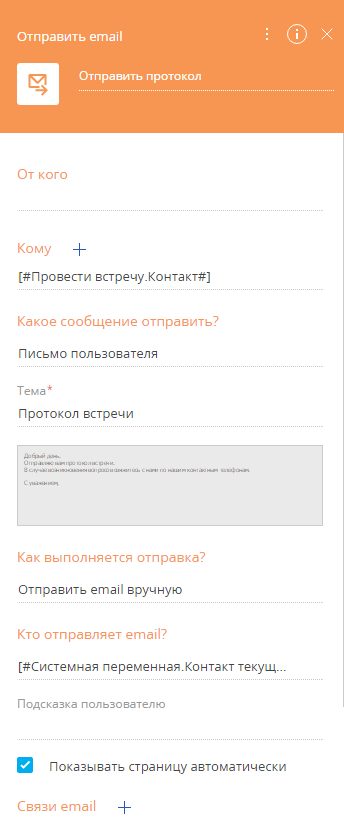 Отправить email
Отправить протокол
От кого
Кому
[#Провести встречу.Контакт#]
Какое сообщение отправить?
Письмо пользователя
Тема*
Протокол встречи
Добрый день.
Отправляю вам протокол встречи.
В случае возникновения вопросов свяжитесь с нами по нашим контактным телефонам.
С уважением,
Как выполняется отправка?
Отправить email вручную
Кто отправляет email?
[#Системная переменная.Контакт текущ...
Подсказка пользователю
Показывать страницу автоматически
Связи email